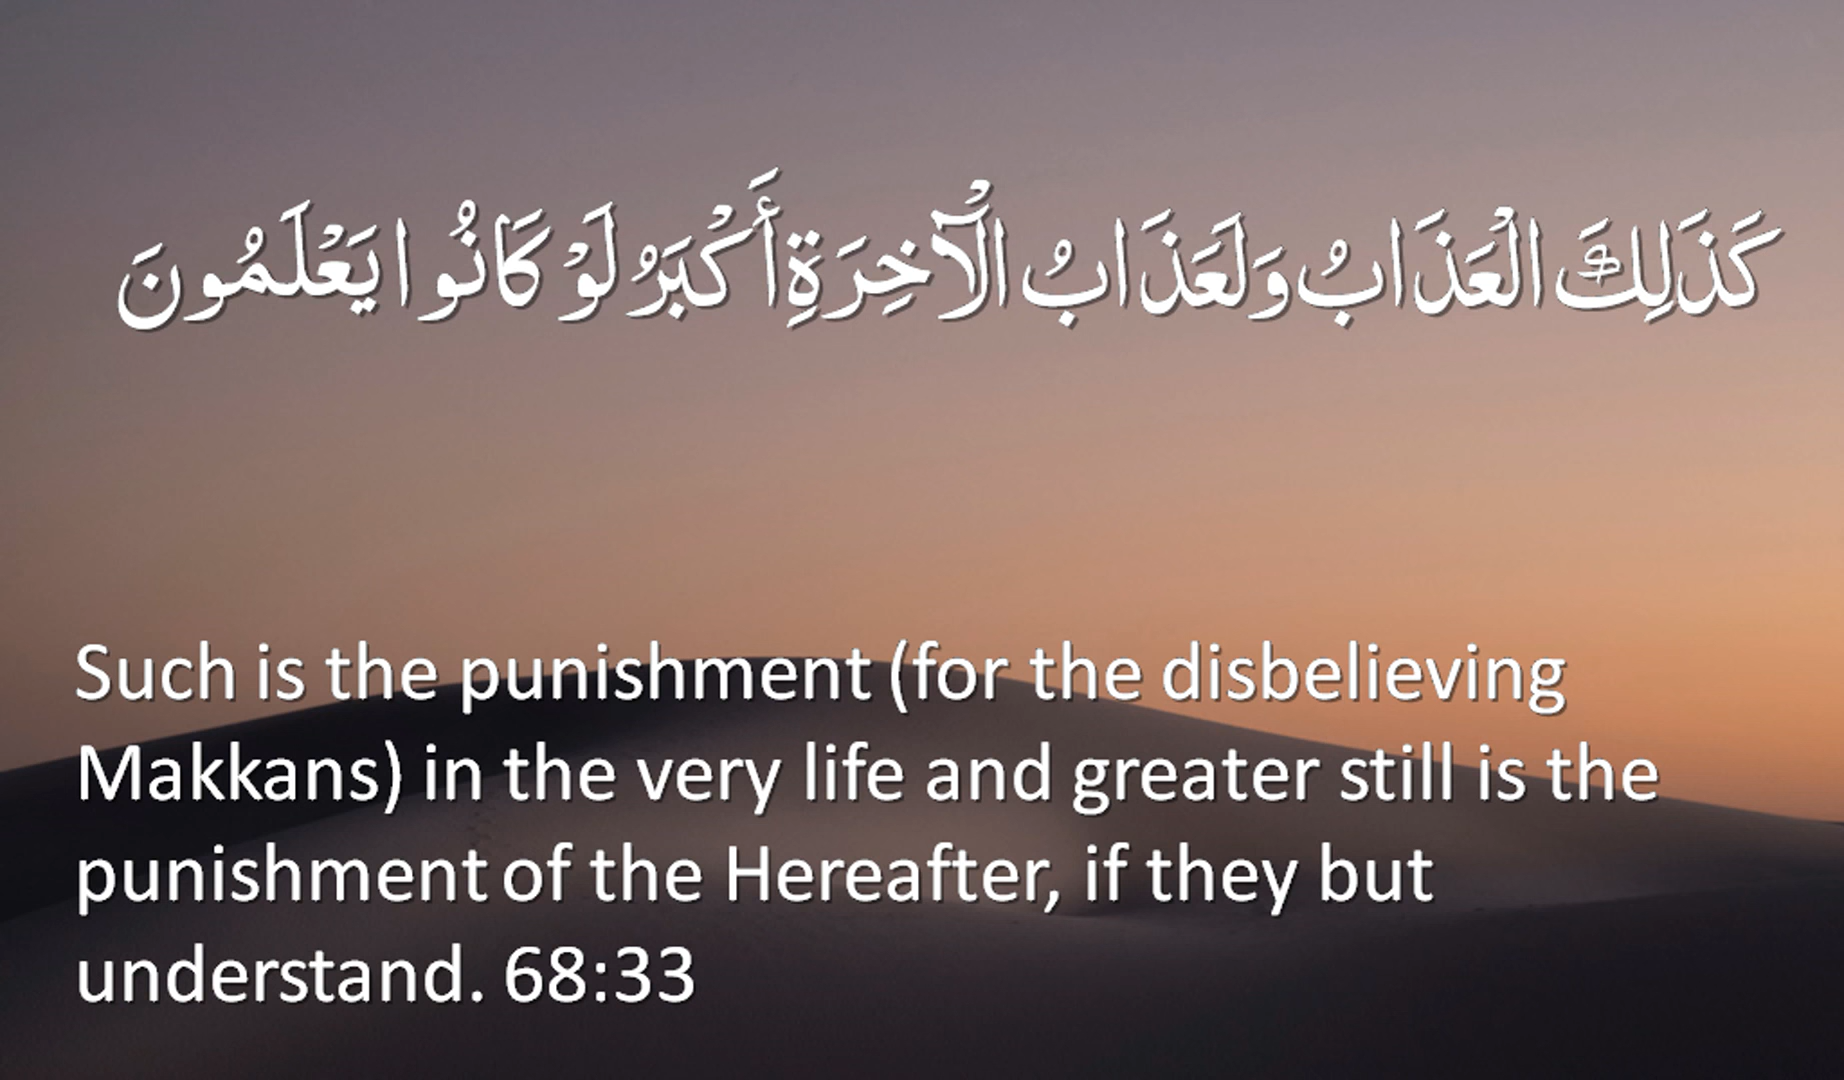 كَذَلِكَ الْعَذَابُ وَلَعَذَابُ الْآخِرَةِ أَكْبَرُ لَوْ كَانُوا يَعْلَمُونَ
Such is the punishment (for the disbelieving
Makkans) in the very life and greater still is the
punishment of the Hereafter, if they but
understand. 68:33